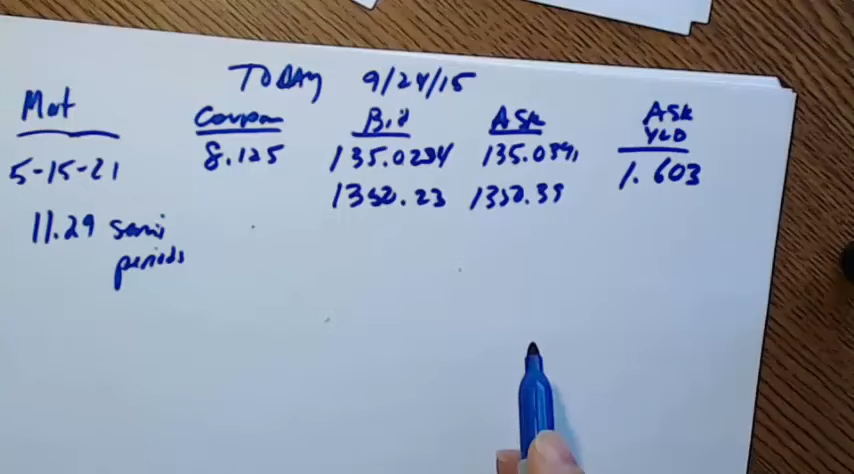 TODAY 9/24/15
Mat Coupon Bid Ask Ask YLD
5-15-21 8.125 135.0234 135.0391 1.603
1350.23 1350.39
11.29 semi
periods